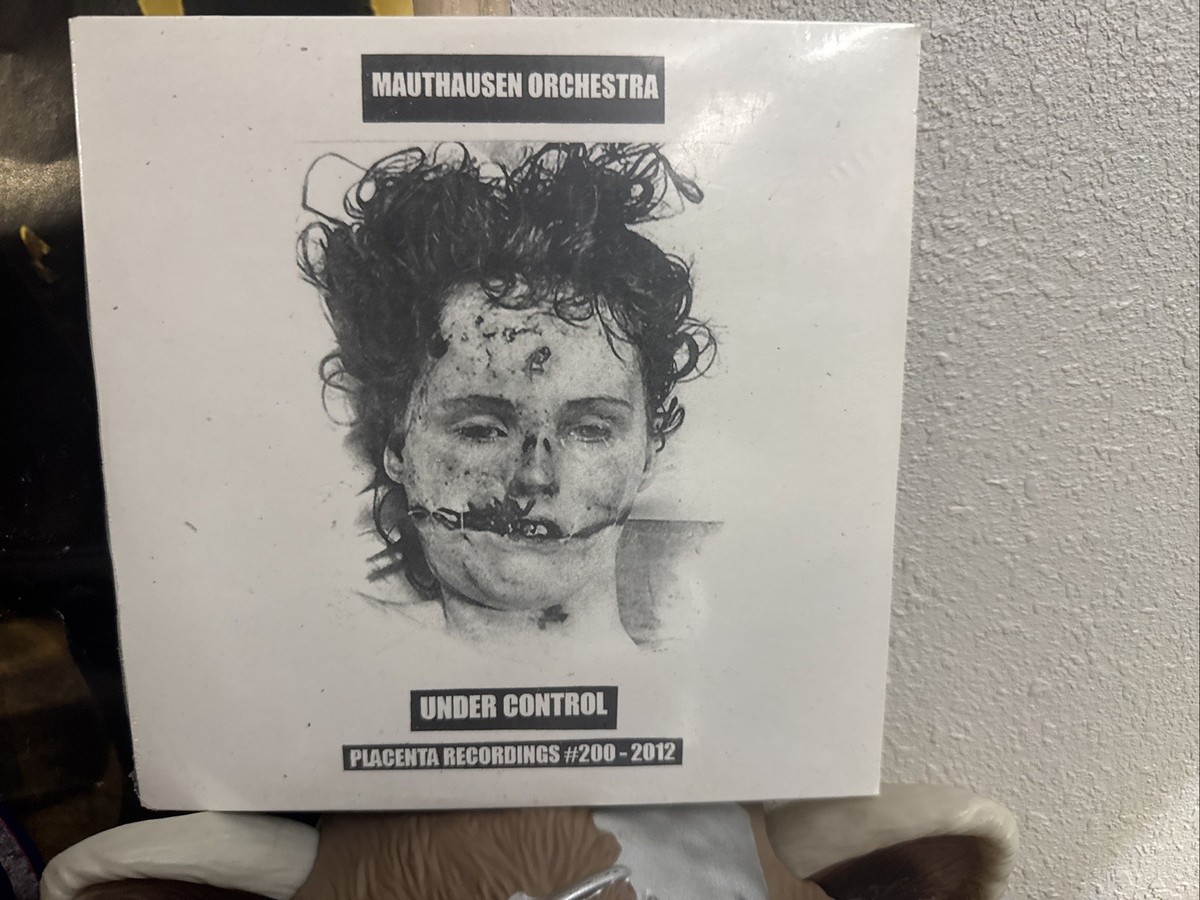 MAUTHAUSEN ORCHESTRA
UNDER CONTROL
PLACENTA RECORDINGS #200 - 2012